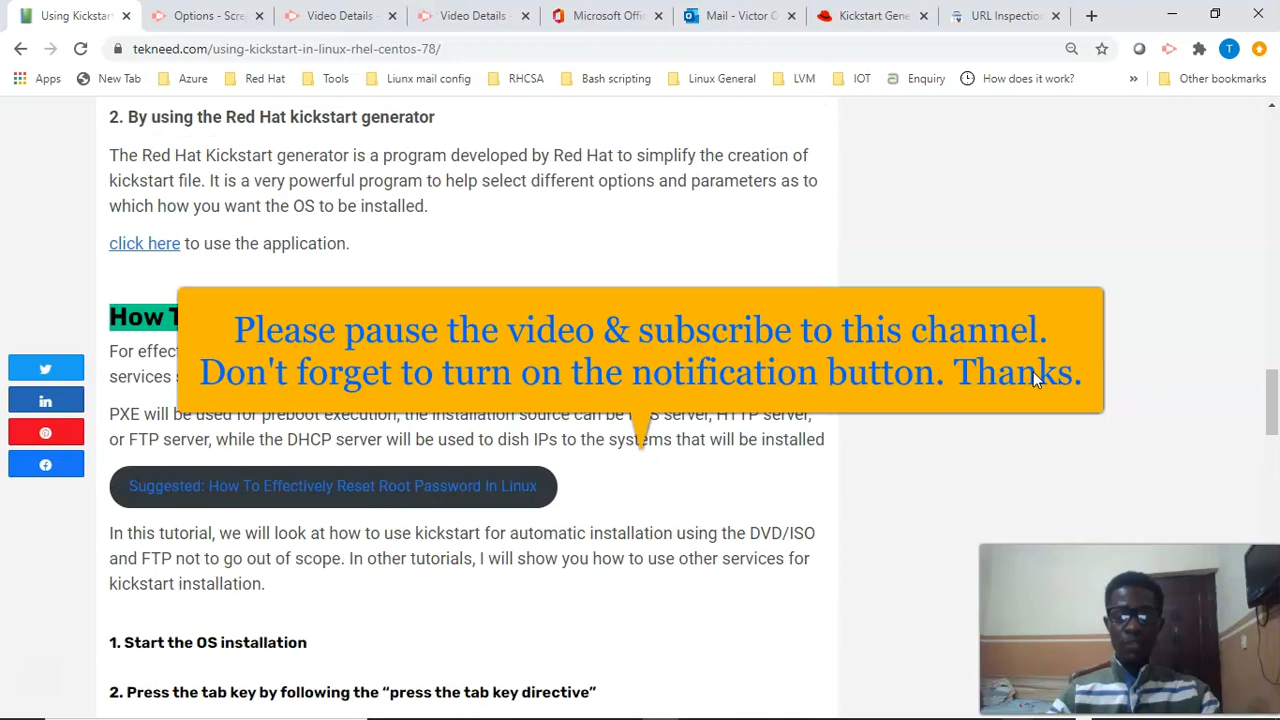 Using Kickst
Options - Scre
Video Details -
Video Details -
Microsoft Offi
Mail - Victor C
Kickstart Gene
URL Inspection
tekneed.com/using-kickstart-in-linux-rhel-centos-78/
T
Apps
New Tab
Azure
Red Hat
Tools
Liunx mail config
RHCSA
Bash scripting
Linux General
LVM
IOT
Enquiry
How does it work?
»
Other bookmarks
2. By using the Red Hat kickstart generator
The Red Hat Kickstart generator is a program developed by Red Hat to simplify the creation of
kickstart file. It is a very powerful program to help select different options and parameters as to
which how you want the OS to be installed.
click here to use the application.
How T
Please pause the video & subscribe to this channel.
Don't forget to turn on the notification button. Thanks.
For effec
services s
PXE will be used for preboot execution, the installation source can be server, HTTP server,
or FTP server, while the DHCP server will be used to dish IPs to the systems that will be installed
Suggested: How To Effectively Reset Root Password In Linux
In this tutorial, we will look at how to use kickstart for automatic installation using the DVD/ISO
and FTP not to go out of scope. In other tutorials, I will show you how to use other services for
kickstart installation.
1. Start the OS installation
2. Press the tab key by following the “press the tab key directive”